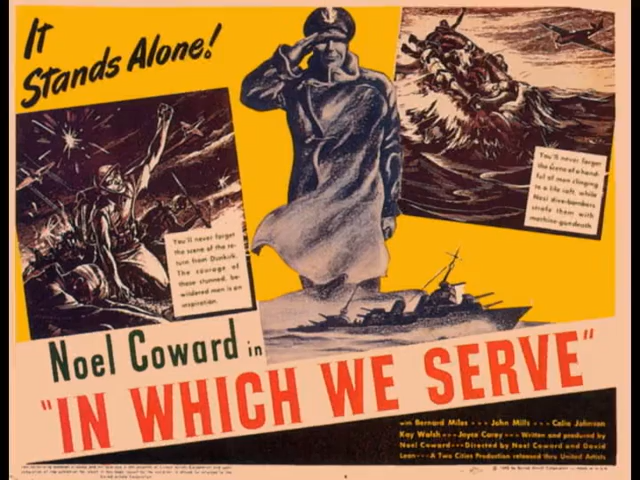 It
Stands Alone!
You'll never forget
the scene of a hand-
ful of men clinging
to a life raft, while
Nazi dive-bombers
strafe them with
machine-gun death
You'll never forget
the scene of the re-
turn from Dunkirk.
The courage of
those stunned, be-
wildered men is an
inspiration.
Noel Coward in
"IN WHICH WE SERVE"
with Bernard Miles - - - John Mills - - - Celia Johnson
Kay Walsh - - - Joyce Carey - - - Written and produced by
Noel Coward - - - Directed by Noel Coward and David
Lean - - - A Two Cities Production released thru United Artists